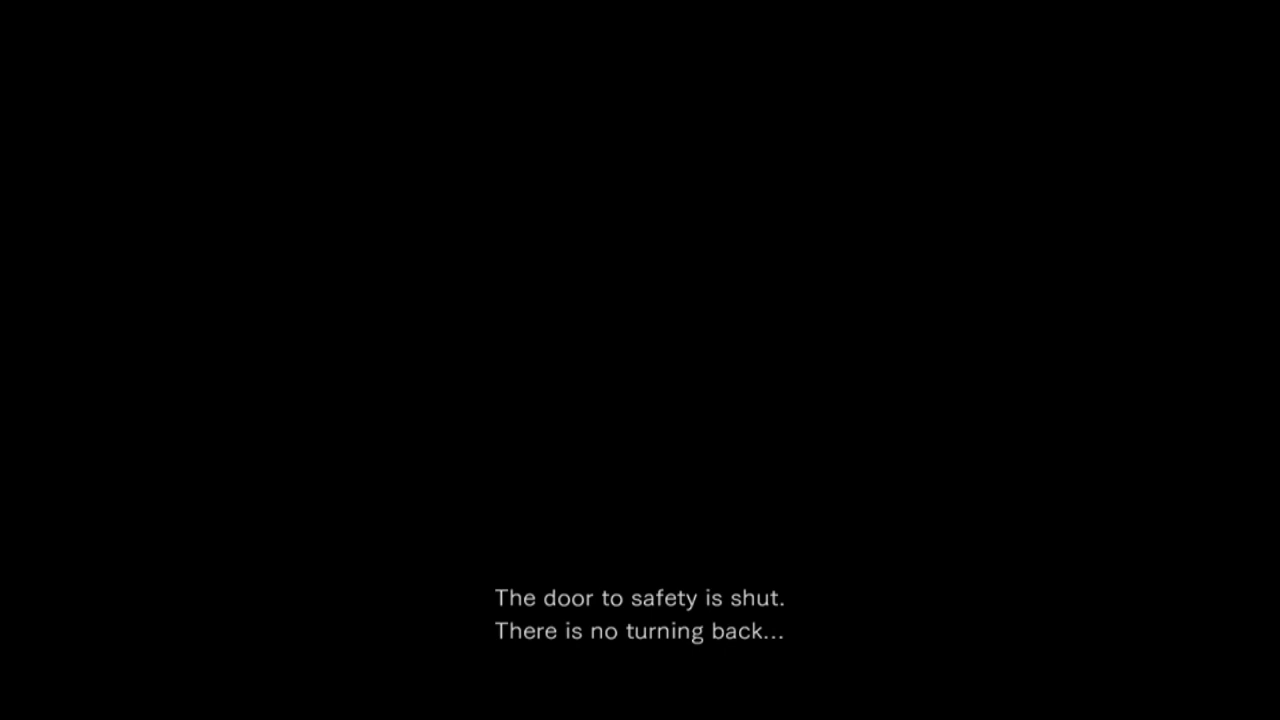 The door to safety is shut.
There is no turning back...